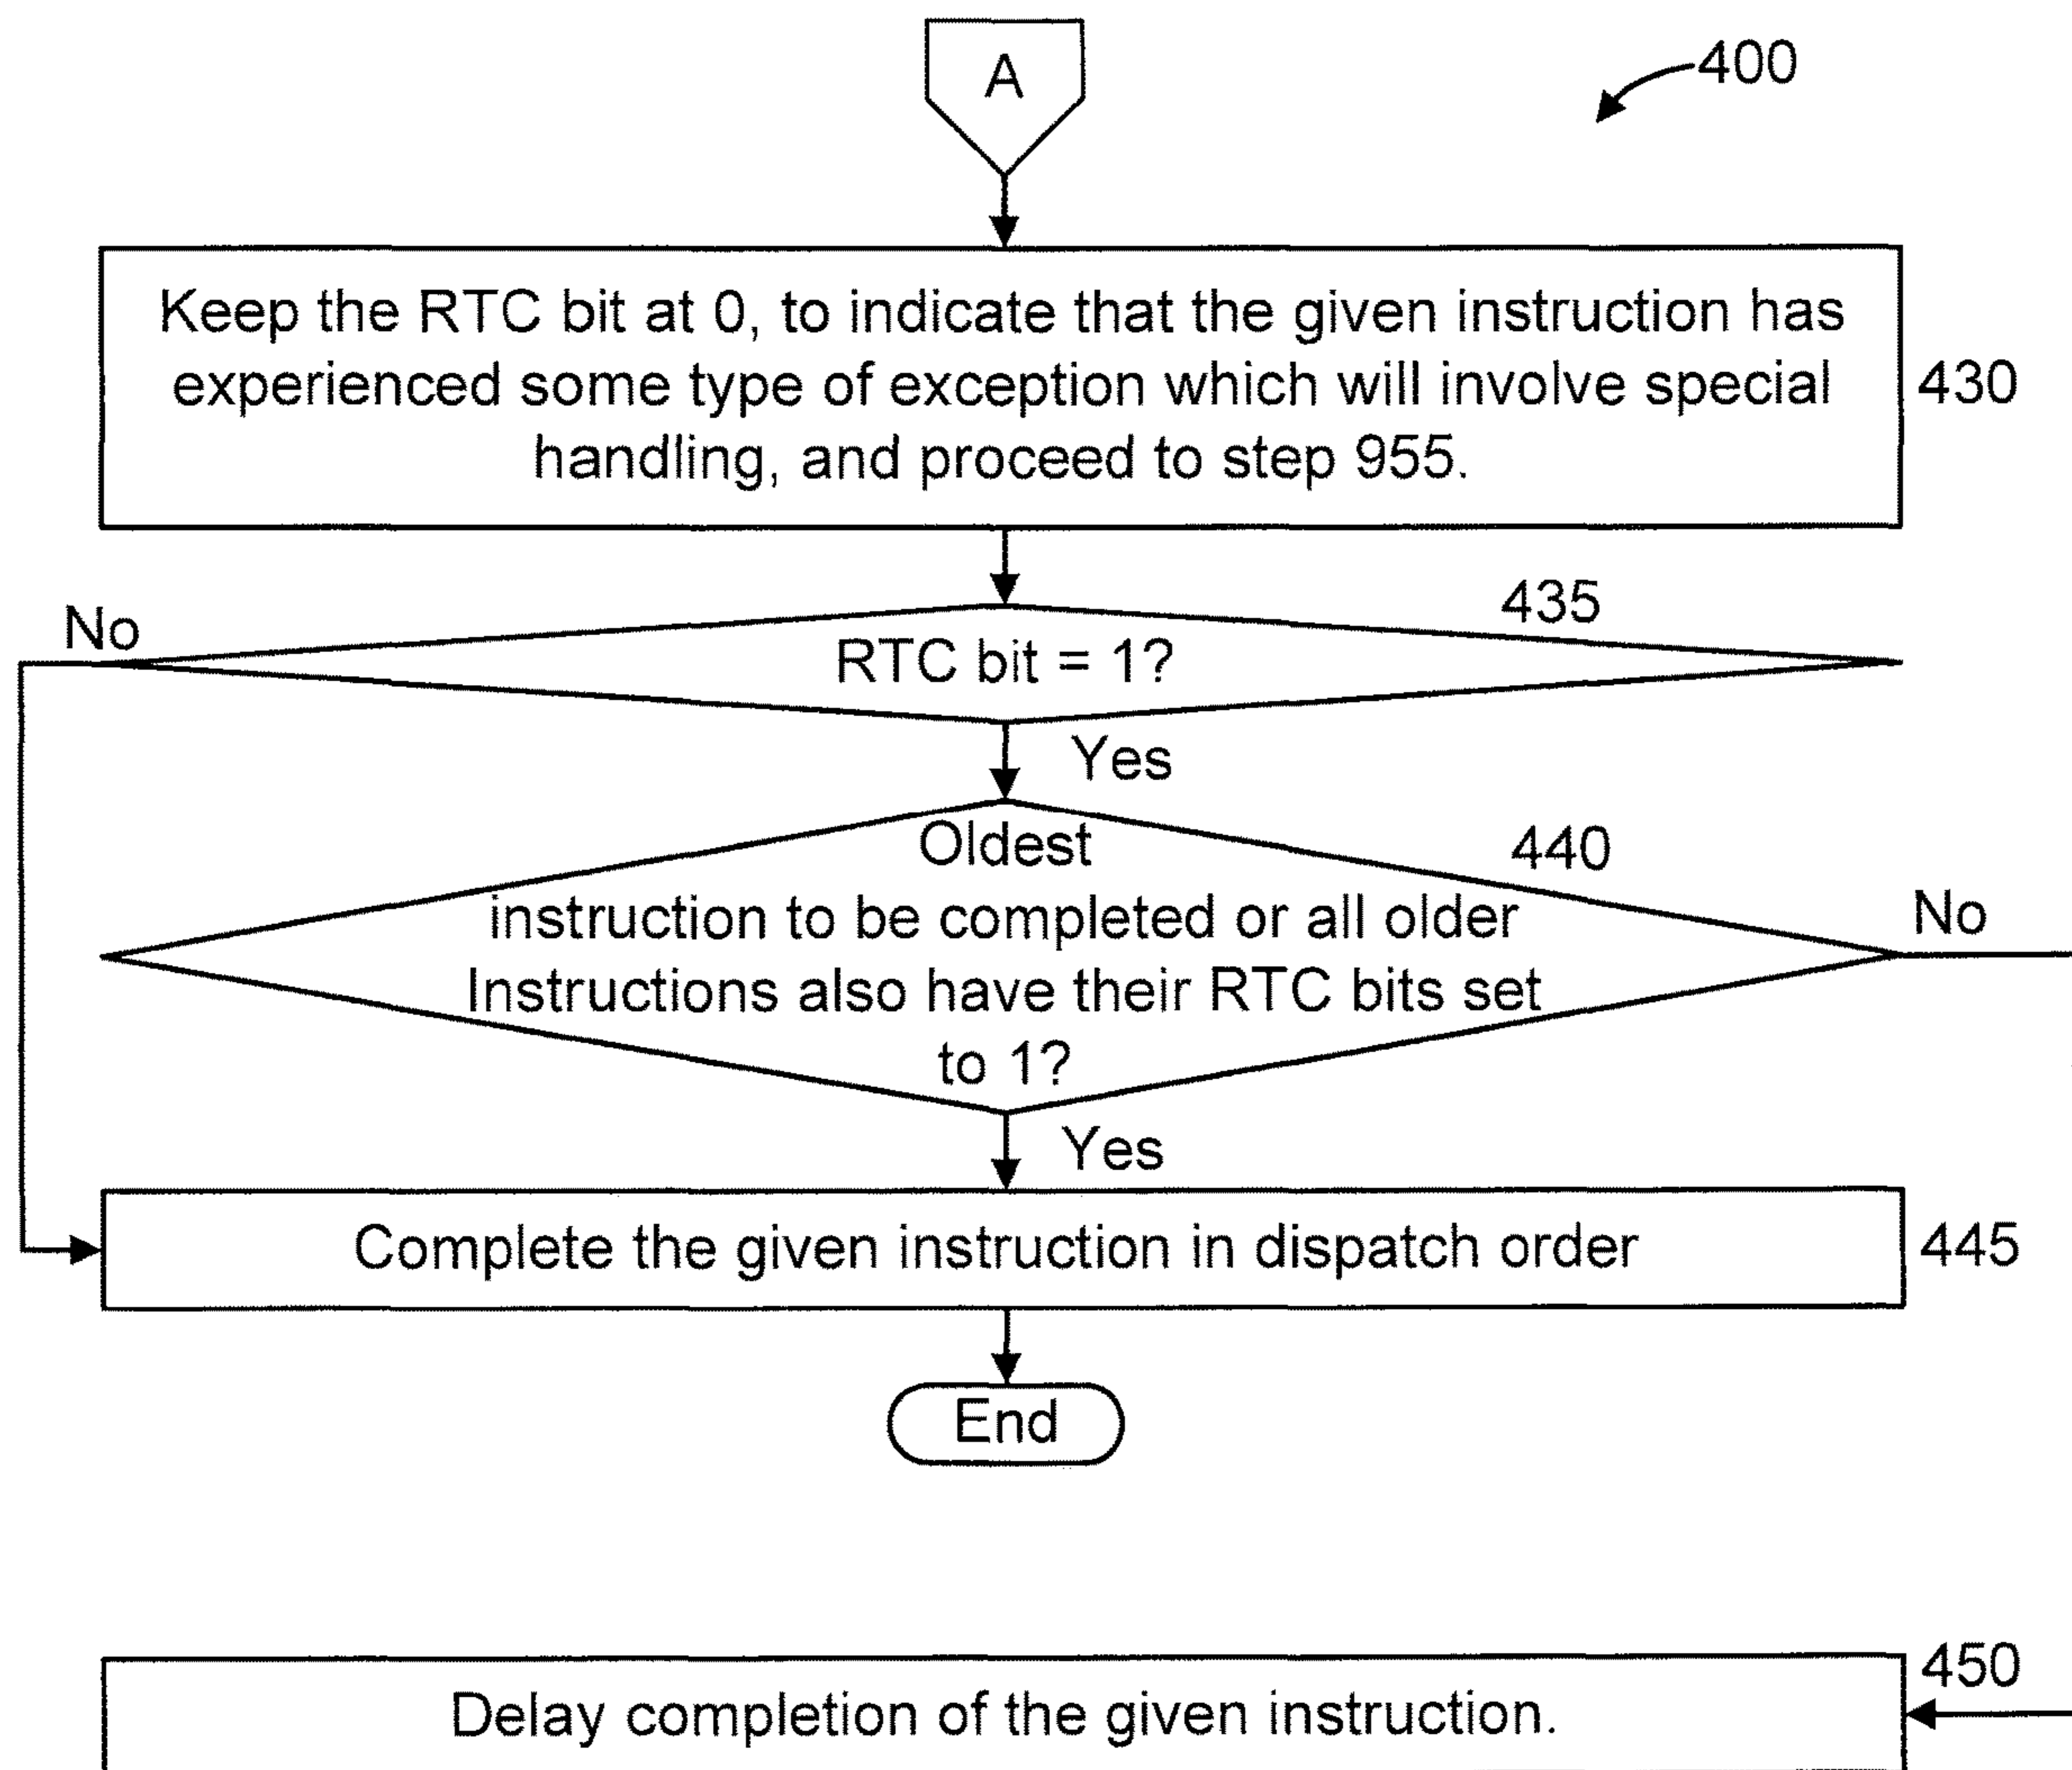 A
400
Keep the RTC bit at 0, to indicate that the given instruction has
experienced some type of exception which will involve special
handling, and proceed to step 955.
430
435
No
RTC bit = 1?
Yes
Oldest
instruction to be completed or all older
Instructions also have their RTC bits set
to 1?
440
No
Yes
Complete the given instruction in dispatch order
445
End
450
Delay completion of the given instruction.